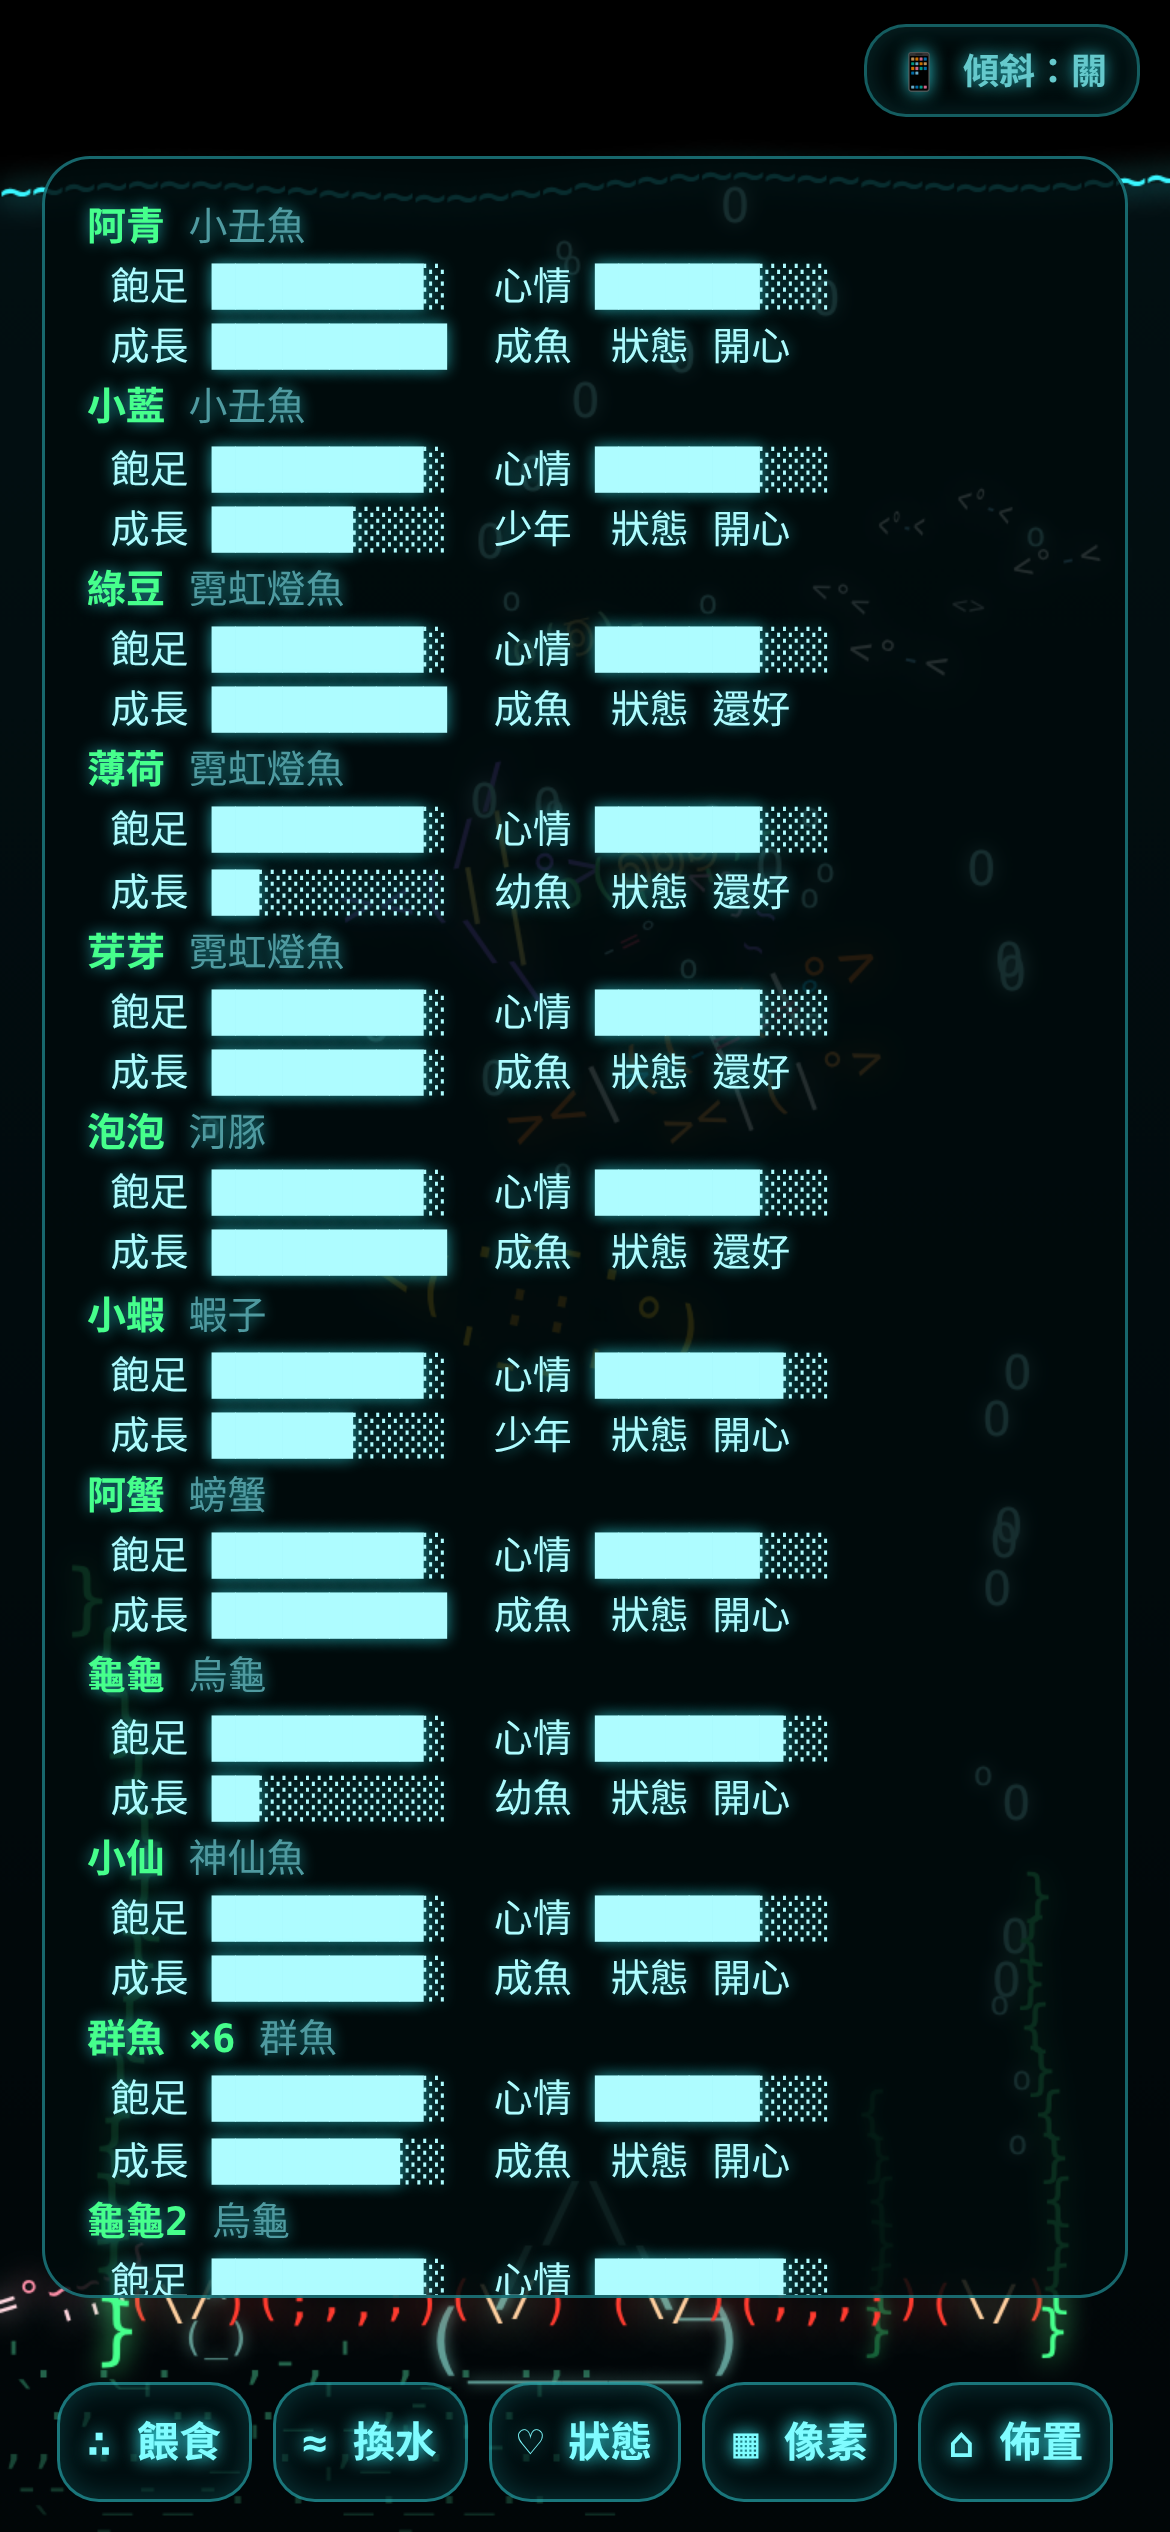 📱 傾斜：關
阿青 小丑魚
飽足 █████████░ 心情 ███████░░░
成長 ██████████ 成魚 狀態 開心
小藍 小丑魚
飽足 █████████░ 心情 ███████░░░
成長 ██████░░░░ 少年 狀態 開心
綠豆 霓虹燈魚
飽足 █████████░ 心情 ███████░░░
成長 ██████████ 成魚 狀態 還好
薄荷 霓虹燈魚
飽足 █████████░ 心情 ███████░░░
成長 ██░░░░░░░░ 幼魚 狀態 還好
芽芽 霓虹燈魚
飽足 █████████░ 心情 ███████░░░
成長 █████████░ 成魚 狀態 還好
泡泡 河豚
飽足 █████████░ 心情 ███████░░░
成長 ██████████ 成魚 狀態 還好
小蝦 蝦子
飽足 █████████░ 心情 ████████░░
成長 ██████░░░░ 少年 狀態 開心
阿蟹 螃蟹
飽足 █████████░ 心情 ███████░░░
成長 ██████████ 成魚 狀態 開心
龜龜 烏龜
飽足 █████████░ 心情 ████████░░
成長 ██░░░░░░░░ 幼魚 狀態 開心
小仙 神仙魚
飽足 █████████░ 心情 ███████░░░
成長 █████████░ 成魚 狀態 開心
群魚 ×6 群魚
飽足 █████████░ 心情 ███████░░░
成長 ████████░░ 成魚 狀態 開心
龜龜2 烏龜
飽足 █████████░ 心情 ████████░░
∴ 餵食 ≈ 換水 ♡ 狀態 ▦ 像素 ⌂ 佈置